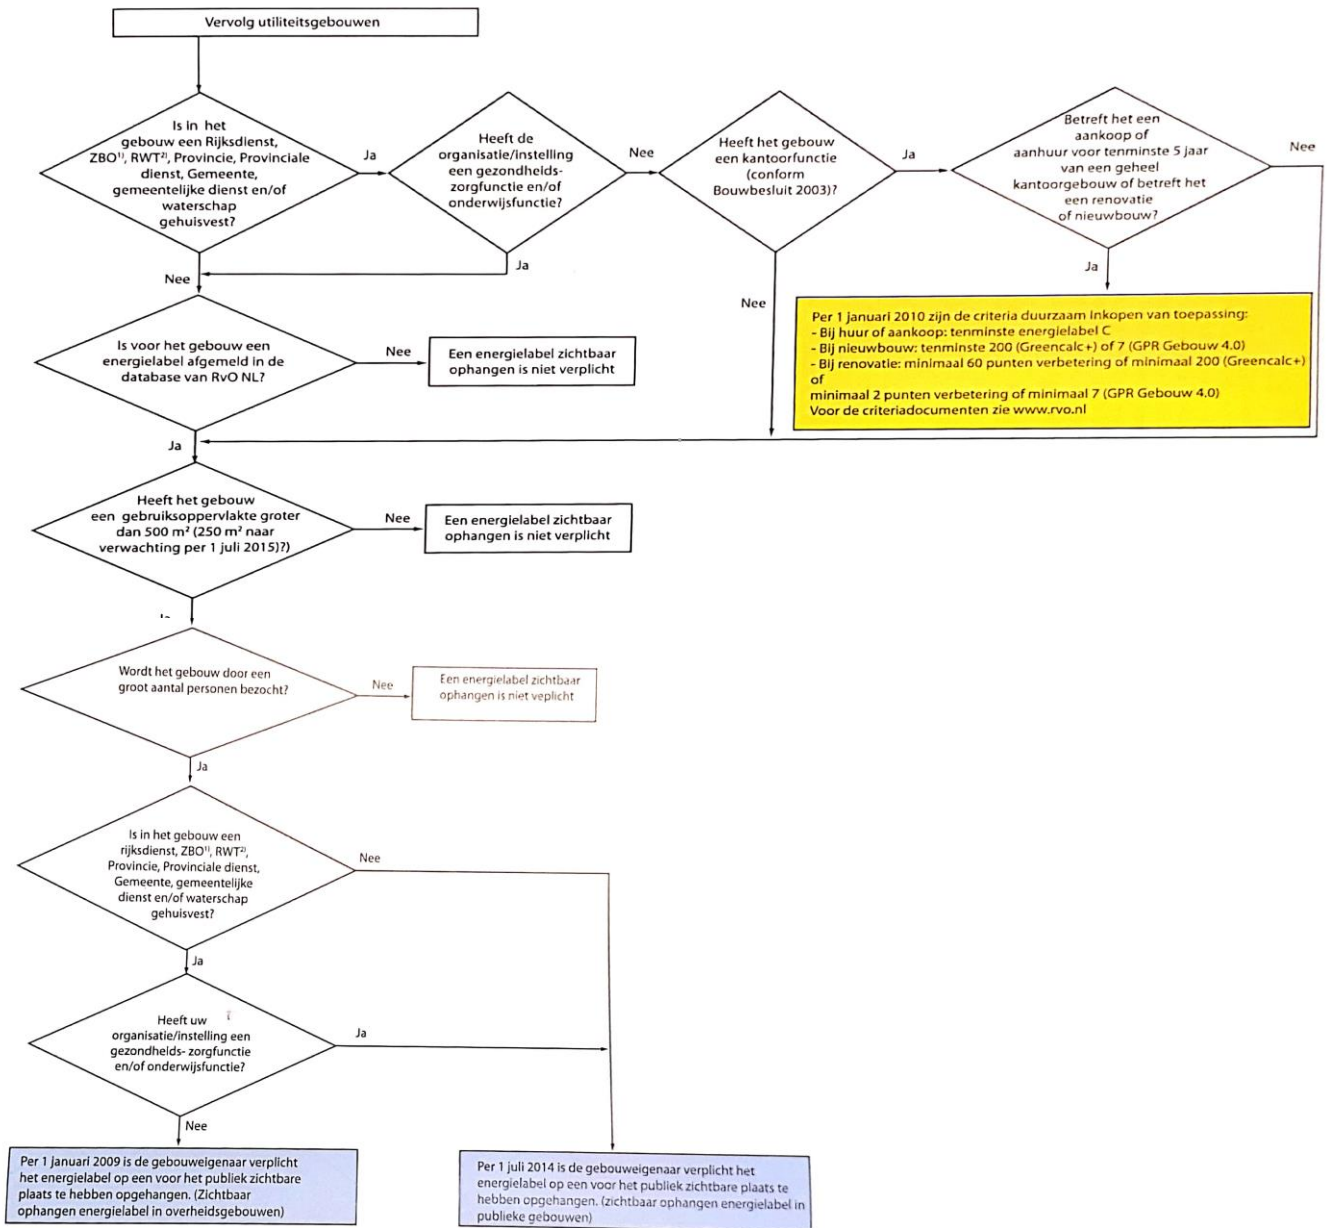 Vervolg utiliteitsgebouwen
Is in het
gebouw een Rijksdienst,
ZBO¹⁾, RWT²⁾, Provincie, Provinciale
dienst, Gemeente,
gemeentelijke dienst en/of
waterschap
gehuisvest?
Ja
Heeft de
organisatie/instelling
een gezondheids-
zorgfunctie en/of
onderwijsfunctie?
Nee
Heeft het gebouw
een kantoorfunctie
(conform
Bouwbesluit 2003)?
Ja
Betreft het een
aankoop of
aanhuur voor tenminste 5 jaar
van een geheel
kantoorgebouw of betreft het
een renovatie
of nieuwbouw?
Nee
Nee
Ja
Nee
Ja
Per 1 januari 2010 zijn de criteria duurzaam inkopen van toepassing:
- Bij huur of aankoop: tenminste energielabel C
- Bij nieuwbouw: tenminste 200 (Greencalc+) of 7 (GPR Gebouw 4.0)
- Bij renovatie: minimaal 60 punten verbetering of minimaal 200 (Greencalc+)
of
minimaal 2 punten verbetering of minimaal 7 (GPR Gebouw 4.0)
Voor de criteriadocumenten zie www.rvo.nl
Is voor het gebouw een
energielabel afgemeld in de
database van RvO NL?
Nee
Een energielabel zichtbaar
ophangen is niet verplicht
Ja
Heeft het gebouw
een gebruiksoppervlakte groter
dan 500 m² (250 m² naar
verwachting per 1 juli 2015)?)
Nee
Een energielabel zichtbaar
ophangen is niet verplicht
Ja
Wordt het gebouw door een
groot aantal personen bezocht?
Nee
Een energielabel zichtbaar
ophangen is niet veplicht
Ja
Is in het gebouw een
rijksdienst, ZBO¹⁾, RWT²⁾,
Provincie, Provinciale dienst,
Gemeente, gemeentelijke
dienst en/of waterschap
gehuisvest?
Nee
Ja
Heeft uw
organisatie/instelling een
gezondheids- zorgfunctie
en/of onderwijsfunctie?
Ja
Nee
Per 1 januari 2009 is de gebouweigenaar verplicht
het energielabel op een voor het publiek zichtbare
plaats te hebben opgehangen. (Zichtbaar
ophangen energielabel in overheidsgebouwen)
Per 1 juli 2014 is de gebouweigenaar verplicht het
energielabel op een voor het publiek zichtbare plaats te
hebben opgehangen. (zichtbaar ophangen energielabel in
publieke gebouwen)